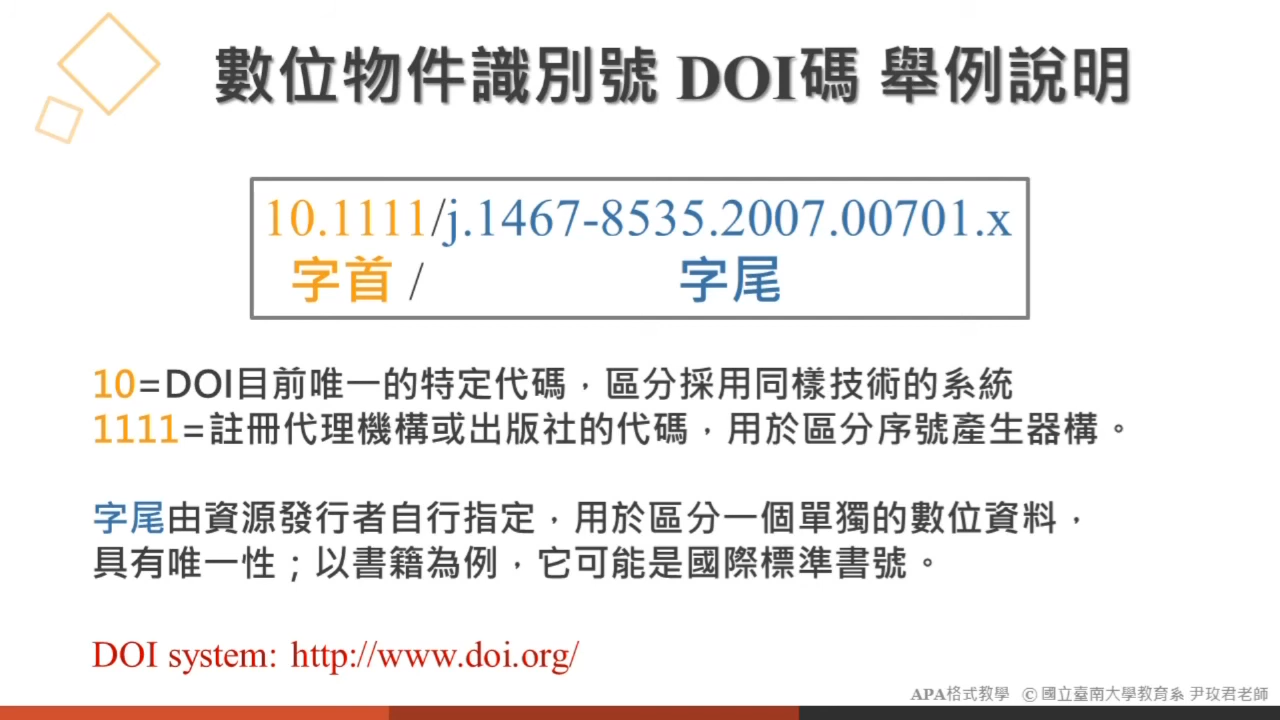 數位物件識別號 DOI碼 舉例說明
10.1111/j.1467-8535.2007.00701.x
字首 / 字尾
10=DOI目前唯一的特定代碼，區分採用同樣技術的系統
1111=註冊代理機構或出版社的代碼，用於區分序號產生器構。
字尾由資源發行者自行指定，用於區分一個單獨的數位資料，
具有唯一性；以書籍為例，它可能是國際標準書號。
DOI system: http://www.doi.org/
APA格式教學 © 國立臺南大學教育系 尹玫君老師